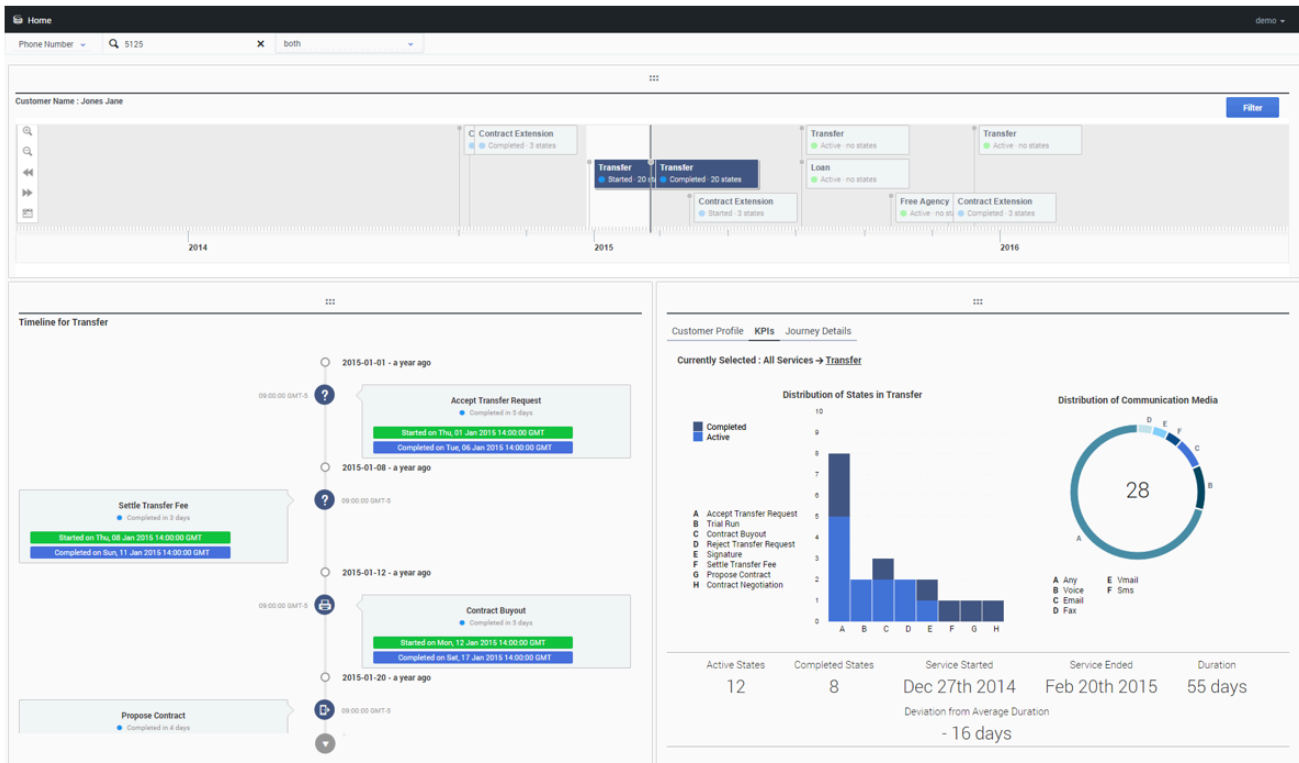 Home
demo
Phone Number
5125
both
Customer Name : Jones Jane
Filter
C
Contract Extension
Completed · 3 states
Transfer
Started · 20 sta
Transfer
Completed · 20 states
Contract Extension
Started · 3 states
Transfer
Active · no states
Loan
Active · no states
Free Agency
Active · no sta
Contract Extension
Completed · 3 states
Transfer
Active · no states
2014
2015
2016
Timeline for Transfer
2015-01-01 - a year ago
09:00:00 GMT-5
?
Accept Transfer Request
Completed in 5 days
Started on Thu, 01 Jan 2015 14:00:00 GMT
Completed on Tue, 06 Jan 2015 14:00:00 GMT
2015-01-08 - a year ago
Settle Transfer Fee
Completed in 3 days
Started on Thu, 08 Jan 2015 14:00:00 GMT
Completed on Sun, 11 Jan 2015 14:00:00 GMT
?
09:00:00 GMT-5
2015-01-12 - a year ago
09:00:00 GMT-5
Contract Buyout
Completed in 5 days
Started on Mon, 12 Jan 2015 14:00:00 GMT
Completed on Sat, 17 Jan 2015 14:00:00 GMT
2015-01-20 - a year ago
Propose Contract
Completed in 4 days
09:00:00 GMT-5
Customer Profile KPIs Journey Details
Currently Selected : All Services → Transfer
Distribution of States in Transfer
Completed
Active
A Accept Transfer Request
B Trial Run
C Contract Buyout
D Reject Transfer Request
E Signature
F Settle Transfer Fee
G Propose Contract
H Contract Negotiation
10
9
8
7
6
5
4
3
2
1
0
A B C D E F G H
Distribution of Communication Media
D
E
F
C
B
A
28
A Any
B Voice
C Email
D Fax
E Vmail
F Sms
Active States
12
Completed States
8
Service Started
Dec 27th 2014
Service Ended
Feb 20th 2015
Duration
55 days
Deviation from Average Duration
- 16 days